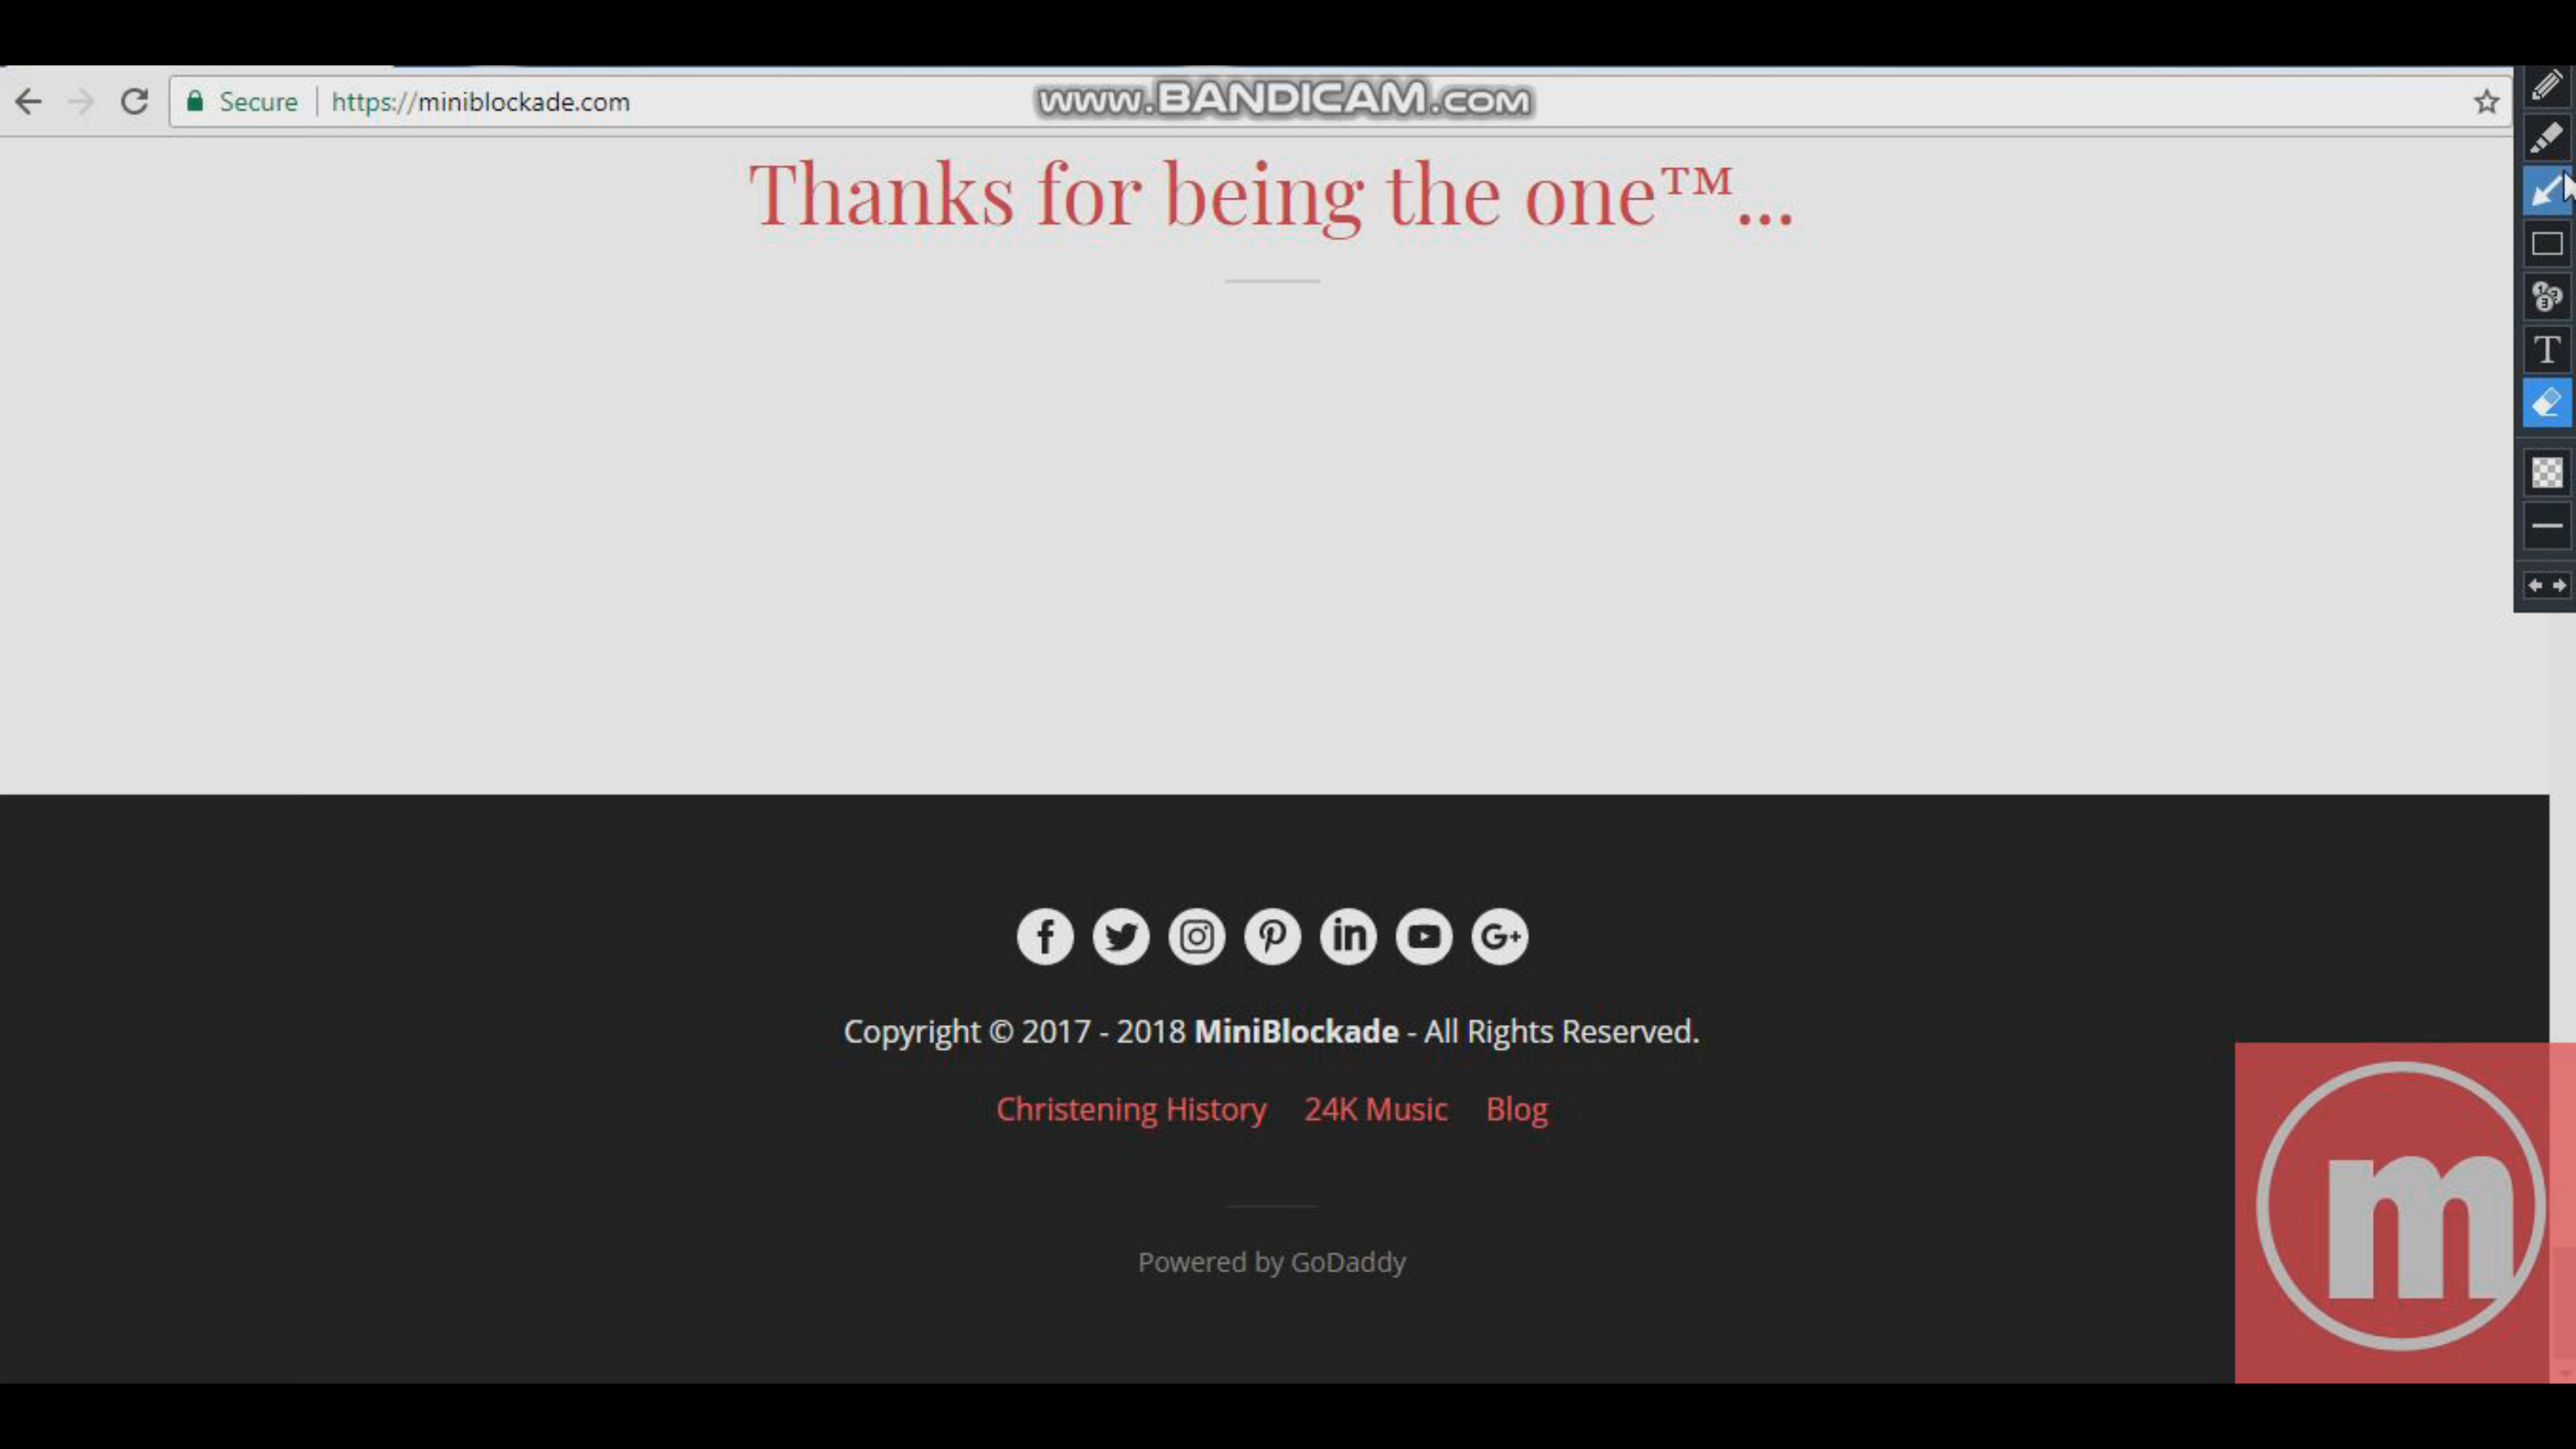 Secure https://miniblockade.com
www.BANDICAM.com
Thanks for being the one™...
T
Copyright © 2017 - 2018 MiniBlockade - All Rights Reserved.
Christening History 24K Music Blog
Powered by GoDaddy
m